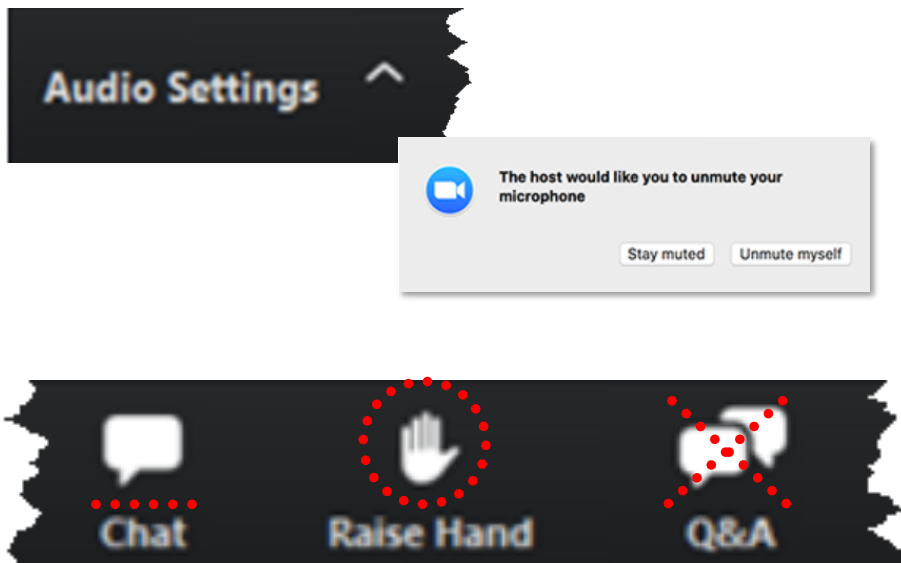 Audio Settings
The host would like you to unmute your
microphone
Stay muted Unmute myself
Chat Raise Hand Q&A